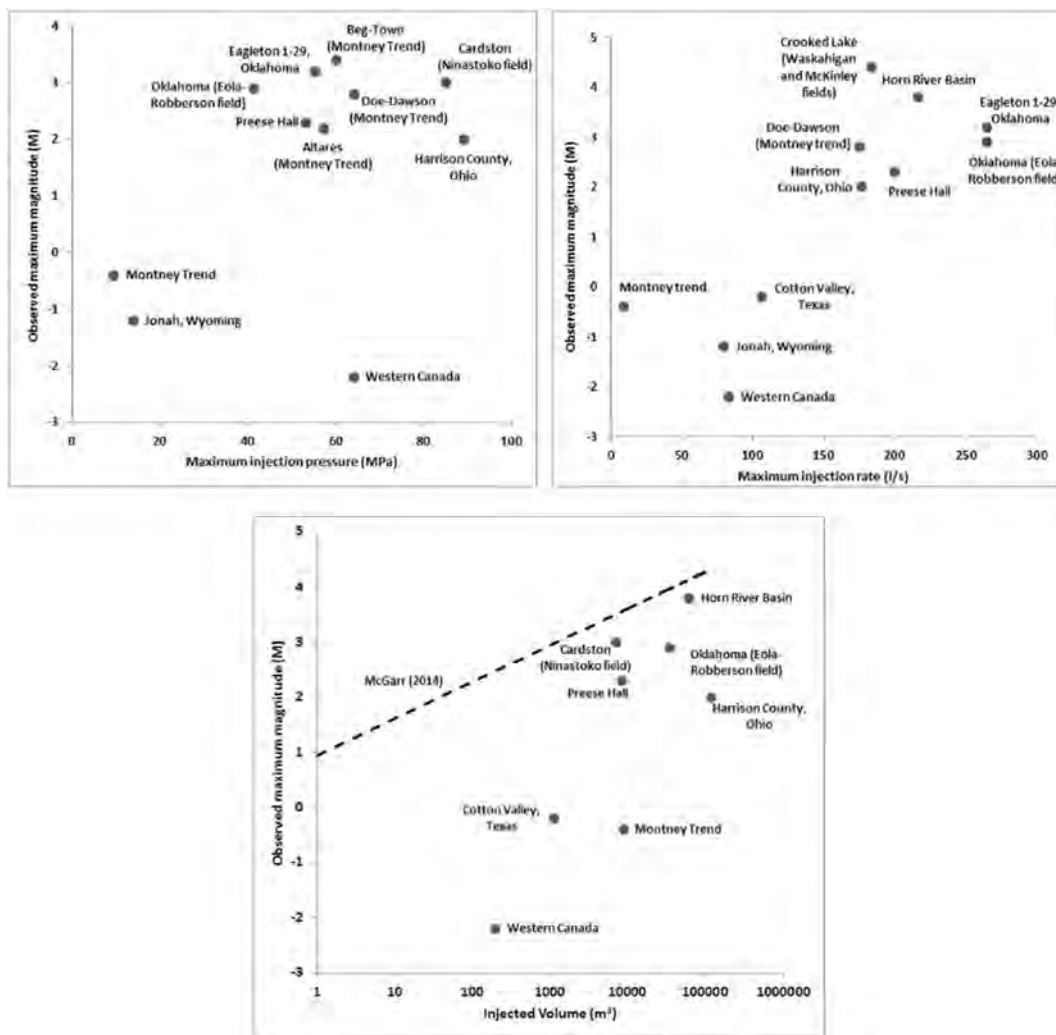 4
3
2
1
0
-1
-2
-3
Observed maximum magnitude (M)
Beg-Town
(Montney Trend)
Eagleton 1-29,
Oklahoma
Cardston
(Ninastoko field)
Oklahoma (Eola-
Robberson field)
Doe-Dawson
(Montney Trend)
Preese Hall
Altares
(Montney Trend)
Harrison County,
Ohio
Montney Trend
Jonah, Wyoming
Western Canada
0 20 40 60 80 100
Maximum injection pressure (MPa)
5
4
3
2
1
0
-1
-2
-3
Observed maximum magnitude (M)
Crooked Lake
(Waskahigan
and McKinley
fields)
Horn River Basin
Eagleton 1-29
Oklahoma
Doe-Dawson
(Montney trend)
Harrison
County, Ohio
Oklahoma (Eola
Robberson field
Preese Hall
Montney trend
Cotton Valley,
Texas
Jonah, Wyoming
Western Canada
0 50 100 150 200 250 300
Maximum injection rate (l/s)
5
4
3
2
1
0
-1
-2
-3
Observed maximum magnitude (M)
Horn River Basin
Cardston
(Ninastoko field)
Oklahoma (Eola-
Robberson field)
McGarr (2014)
Preese Hall
Harrison County,
Ohio
Cotton Valley,
Texas
Montney Trend
Western Canada
1 10 100 1000 10000 100000 1000000
Injected Volume (m³)